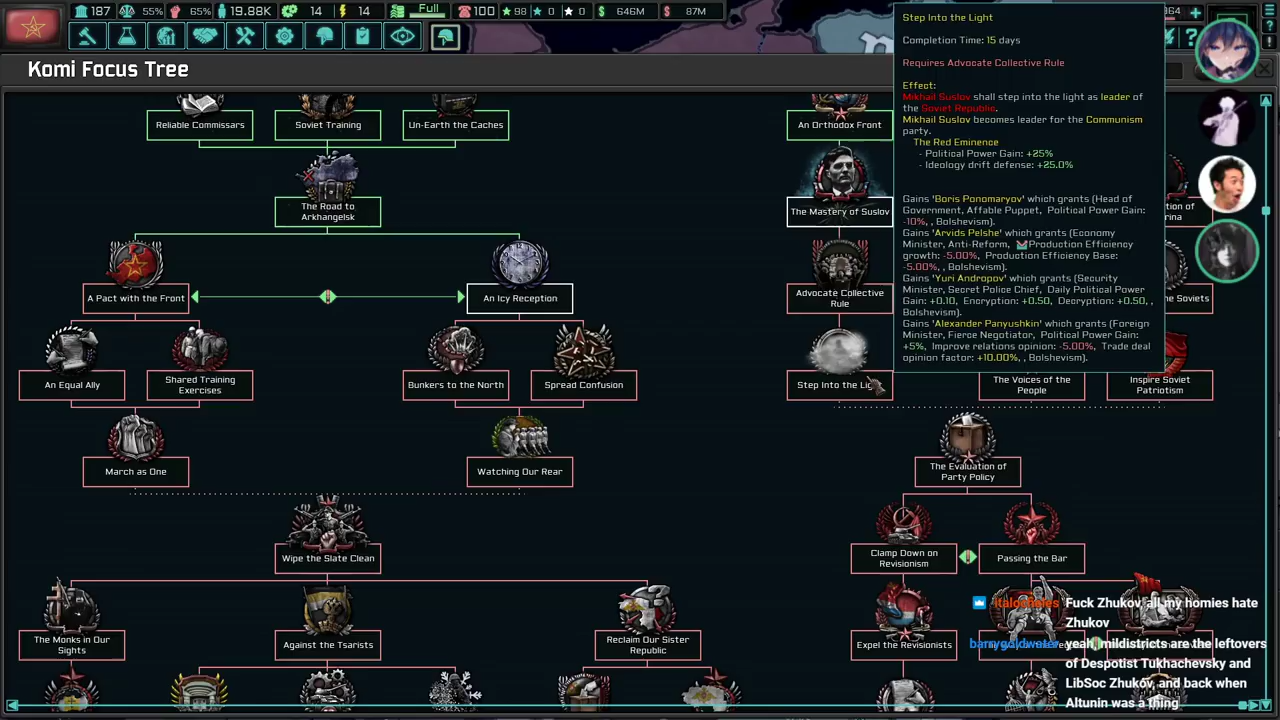 187 55% 65% 19.88K 14 14 Full 100 98 0 0 646M 87M
Komi Focus Tree
Step Into the Light
Completion Time: 15 days
Requires Advocate Collective Rule
Effect:
Mikhail Suslov shall step into the light as leader of
the Soviet Republic.
Mikhail Suslov becomes leader for the Communism
party.
The Red Eminence
- Political Power Gain: +25%
- Ideology drift defense: +25.0%
Gains 'Boris Ponomaryov' which grants (Head of
Government, Affable Puppet, Political Power Gain:
-10%, , Bolshevism).
Gains 'Arvids Pelshe' which grants (Economy
Minister, Anti-Reform, Production Efficiency
growth: -5.00%, Production Efficiency Base:
-5.00%, , Bolshevism).
Gains 'Yuri Andropov' which grants (Security
Minister, Secret Police Chief, Daily Political Power
Gain: +0.10, Encryption: +0.50, Decryption: +0.50, ,
Bolshevism).
Gains 'Alexander Panyushkin' which grants (Foreign
Minister, Fierce Negotiator, Political Power Gain:
+5%, Improve relations opinion: -5.00%, Trade deal
opinion factor: +10.00%, , Bolshevism).
Reliable Commissars
Soviet Training
Un-Earth the Caches
An Orthodox Front
The Road to
Arkhangelsk
The Mastery of Suslov
A Pact with the Front
An Icy Reception
Advocate Collective
Rule
An Equal Ally
Shared Training
Exercises
Bunkers to the North
Spread Confusion
Step Into the
The Voices of the
People
Inspire Soviet
Patriotism
March as One
Watching Our Rear
The Evaluation of
Party Policy
Wipe the Slate Clean
Clamp Down on
Revisionism
Passing the Bar
The Monks in Our
Sights
Against the Tsarists
Reclaim Our Sister
Republic
Expel the Revisionists
Fuck Zhukov, all my homies hate
Zhukov
yeah, mildistricts are the leftovers
of Despotist Tukhachevsky and
LibSoc Zhukov, and back when
Altunin was a thing